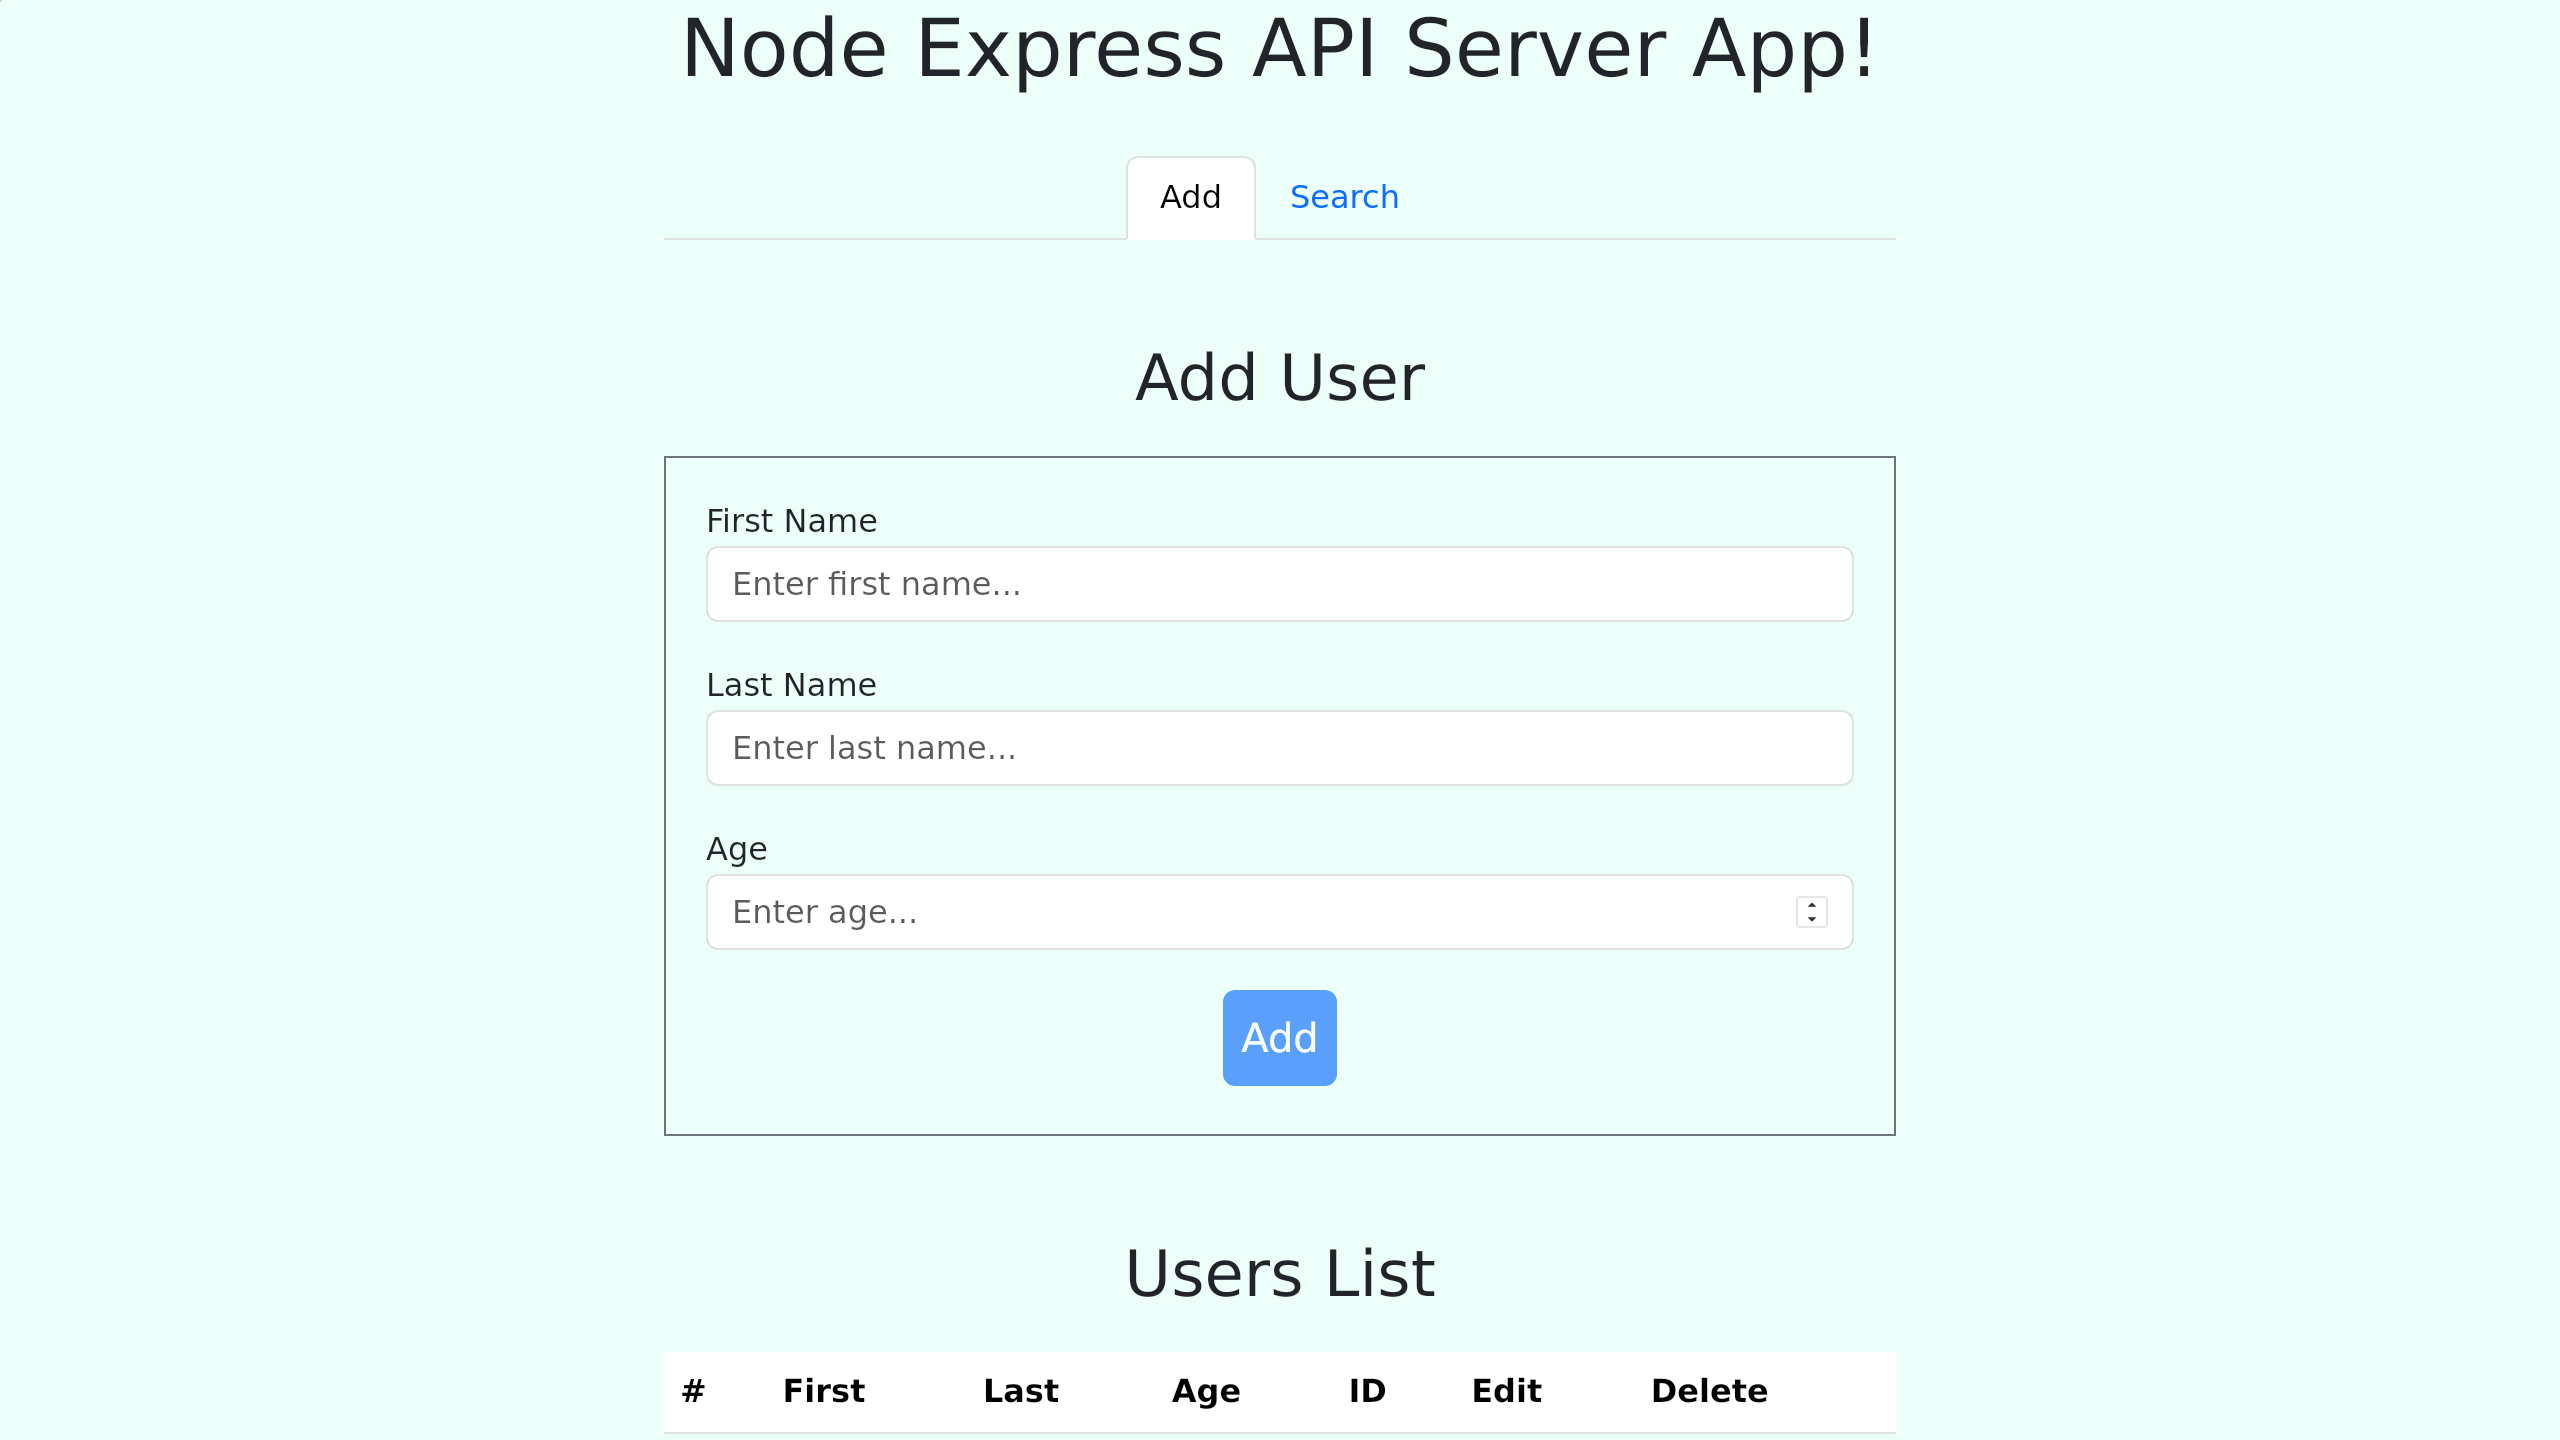 Node Express API Server App!
Add Search
Add User
First Name
Enter first name...
Last Name
Enter last name...
Age
Enter age...
Add
Users List
# First Last Age ID Edit Delete